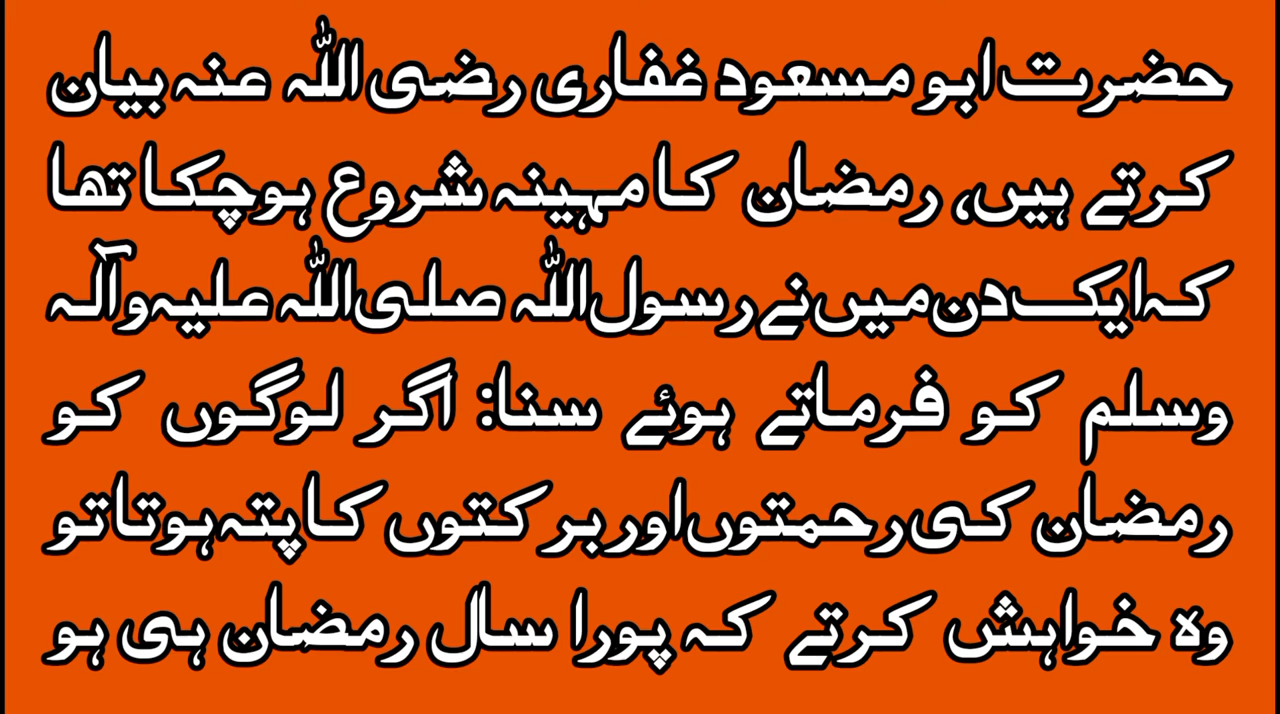 حضرت ابو مسعود غفاری رضی اللہ عنہ بیان
کرتے ہیں، رمضان کا مہینہ شروع ہوچکا تھا
کہ ایک دن میں نے رسول اللہ صلی اللہ علیہ وآلہ
وسلم کو فرماتے ہوئے سنا: اگر لوگوں کو
رمضان کی رحمتوں اور برکتوں کا پتہ ہوتا تو
وہ خواہش کرتے کہ پورا سال رمضان ہی ہو